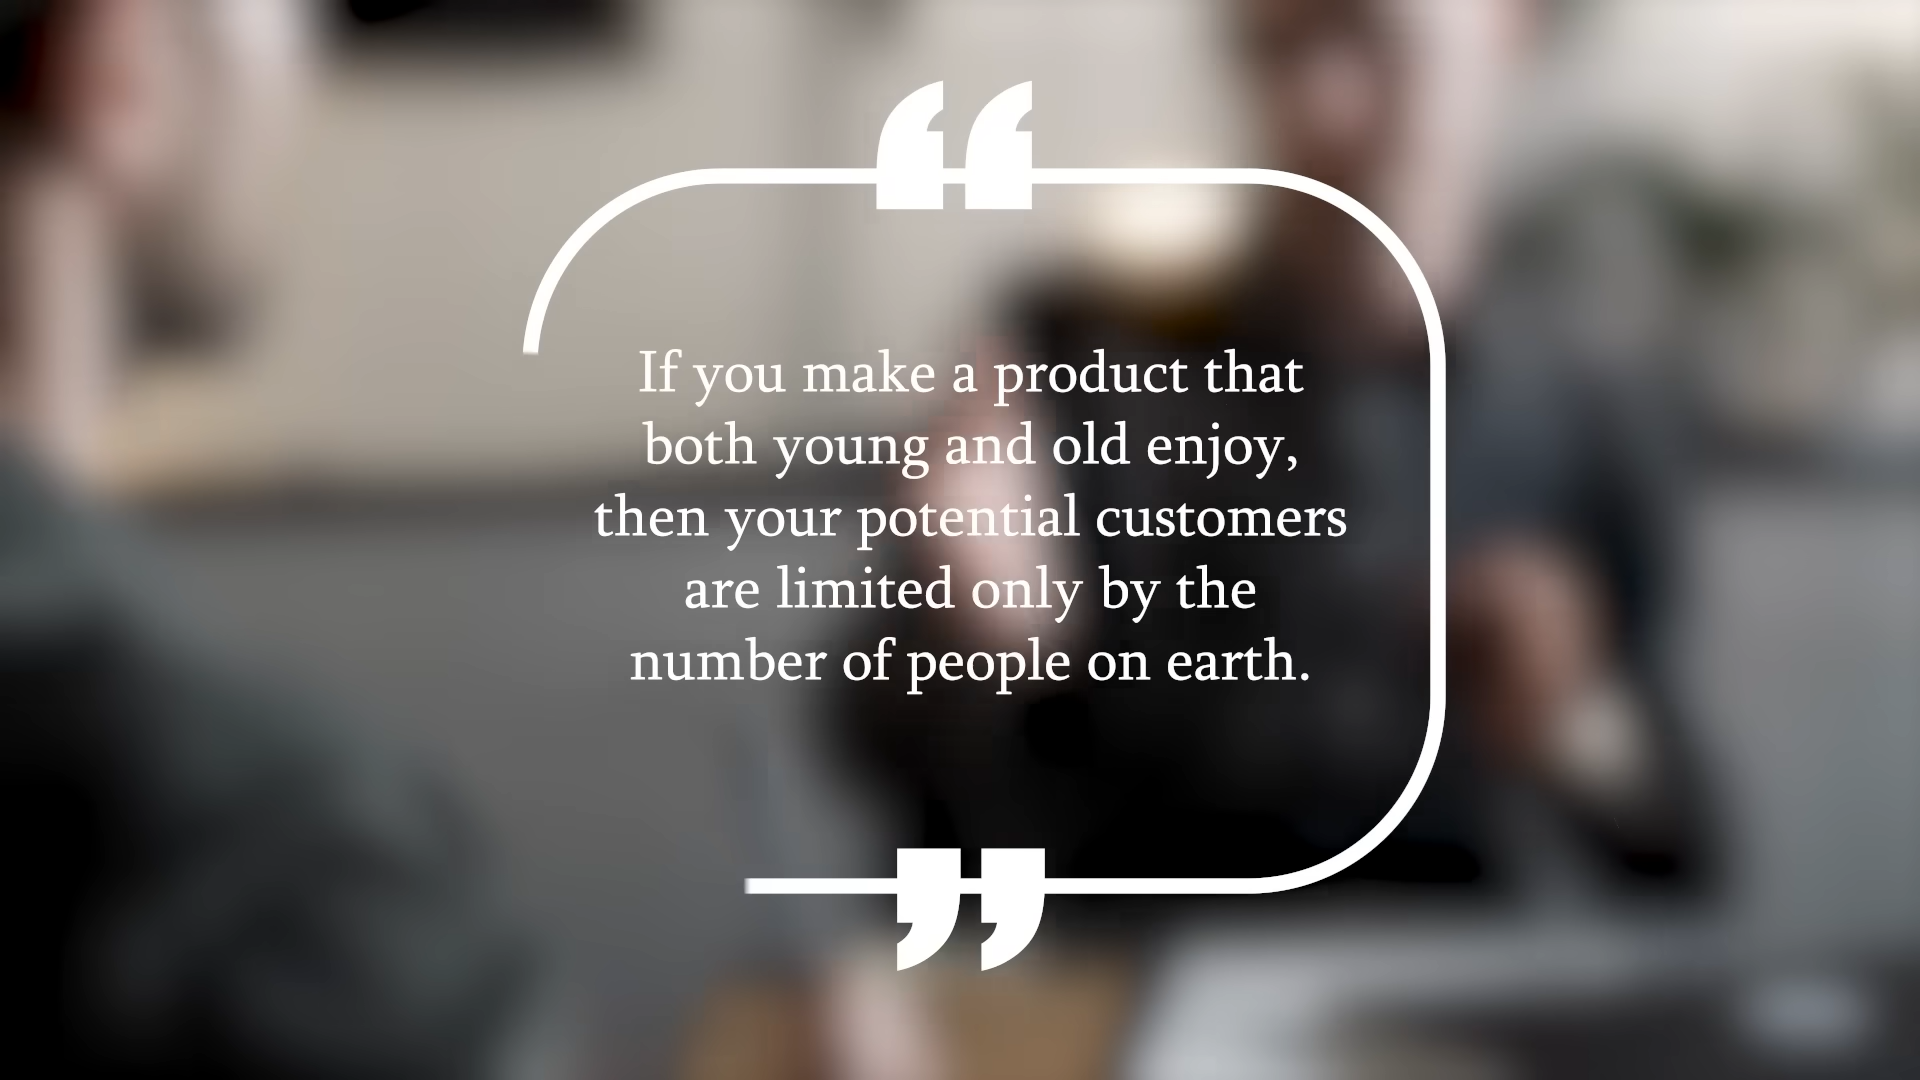 “
If you make a product that
both young and old enjoy,
then your potential customers
are limited only by the
number of people on earth.
”